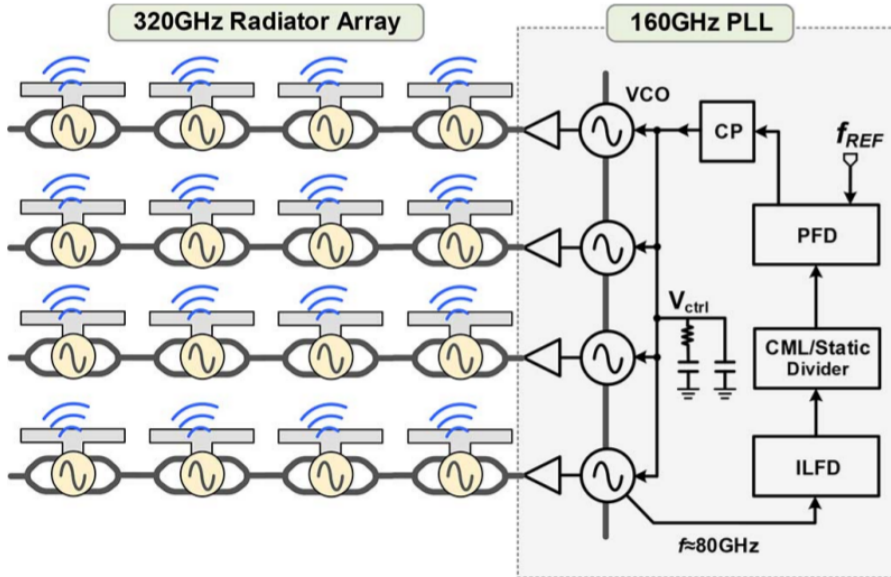 320GHz Radiator Array
160GHz PLL
VCO
CP
fREF
PFD
Vctrl
CML/Static
Divider
ILFD
f≈80GHz